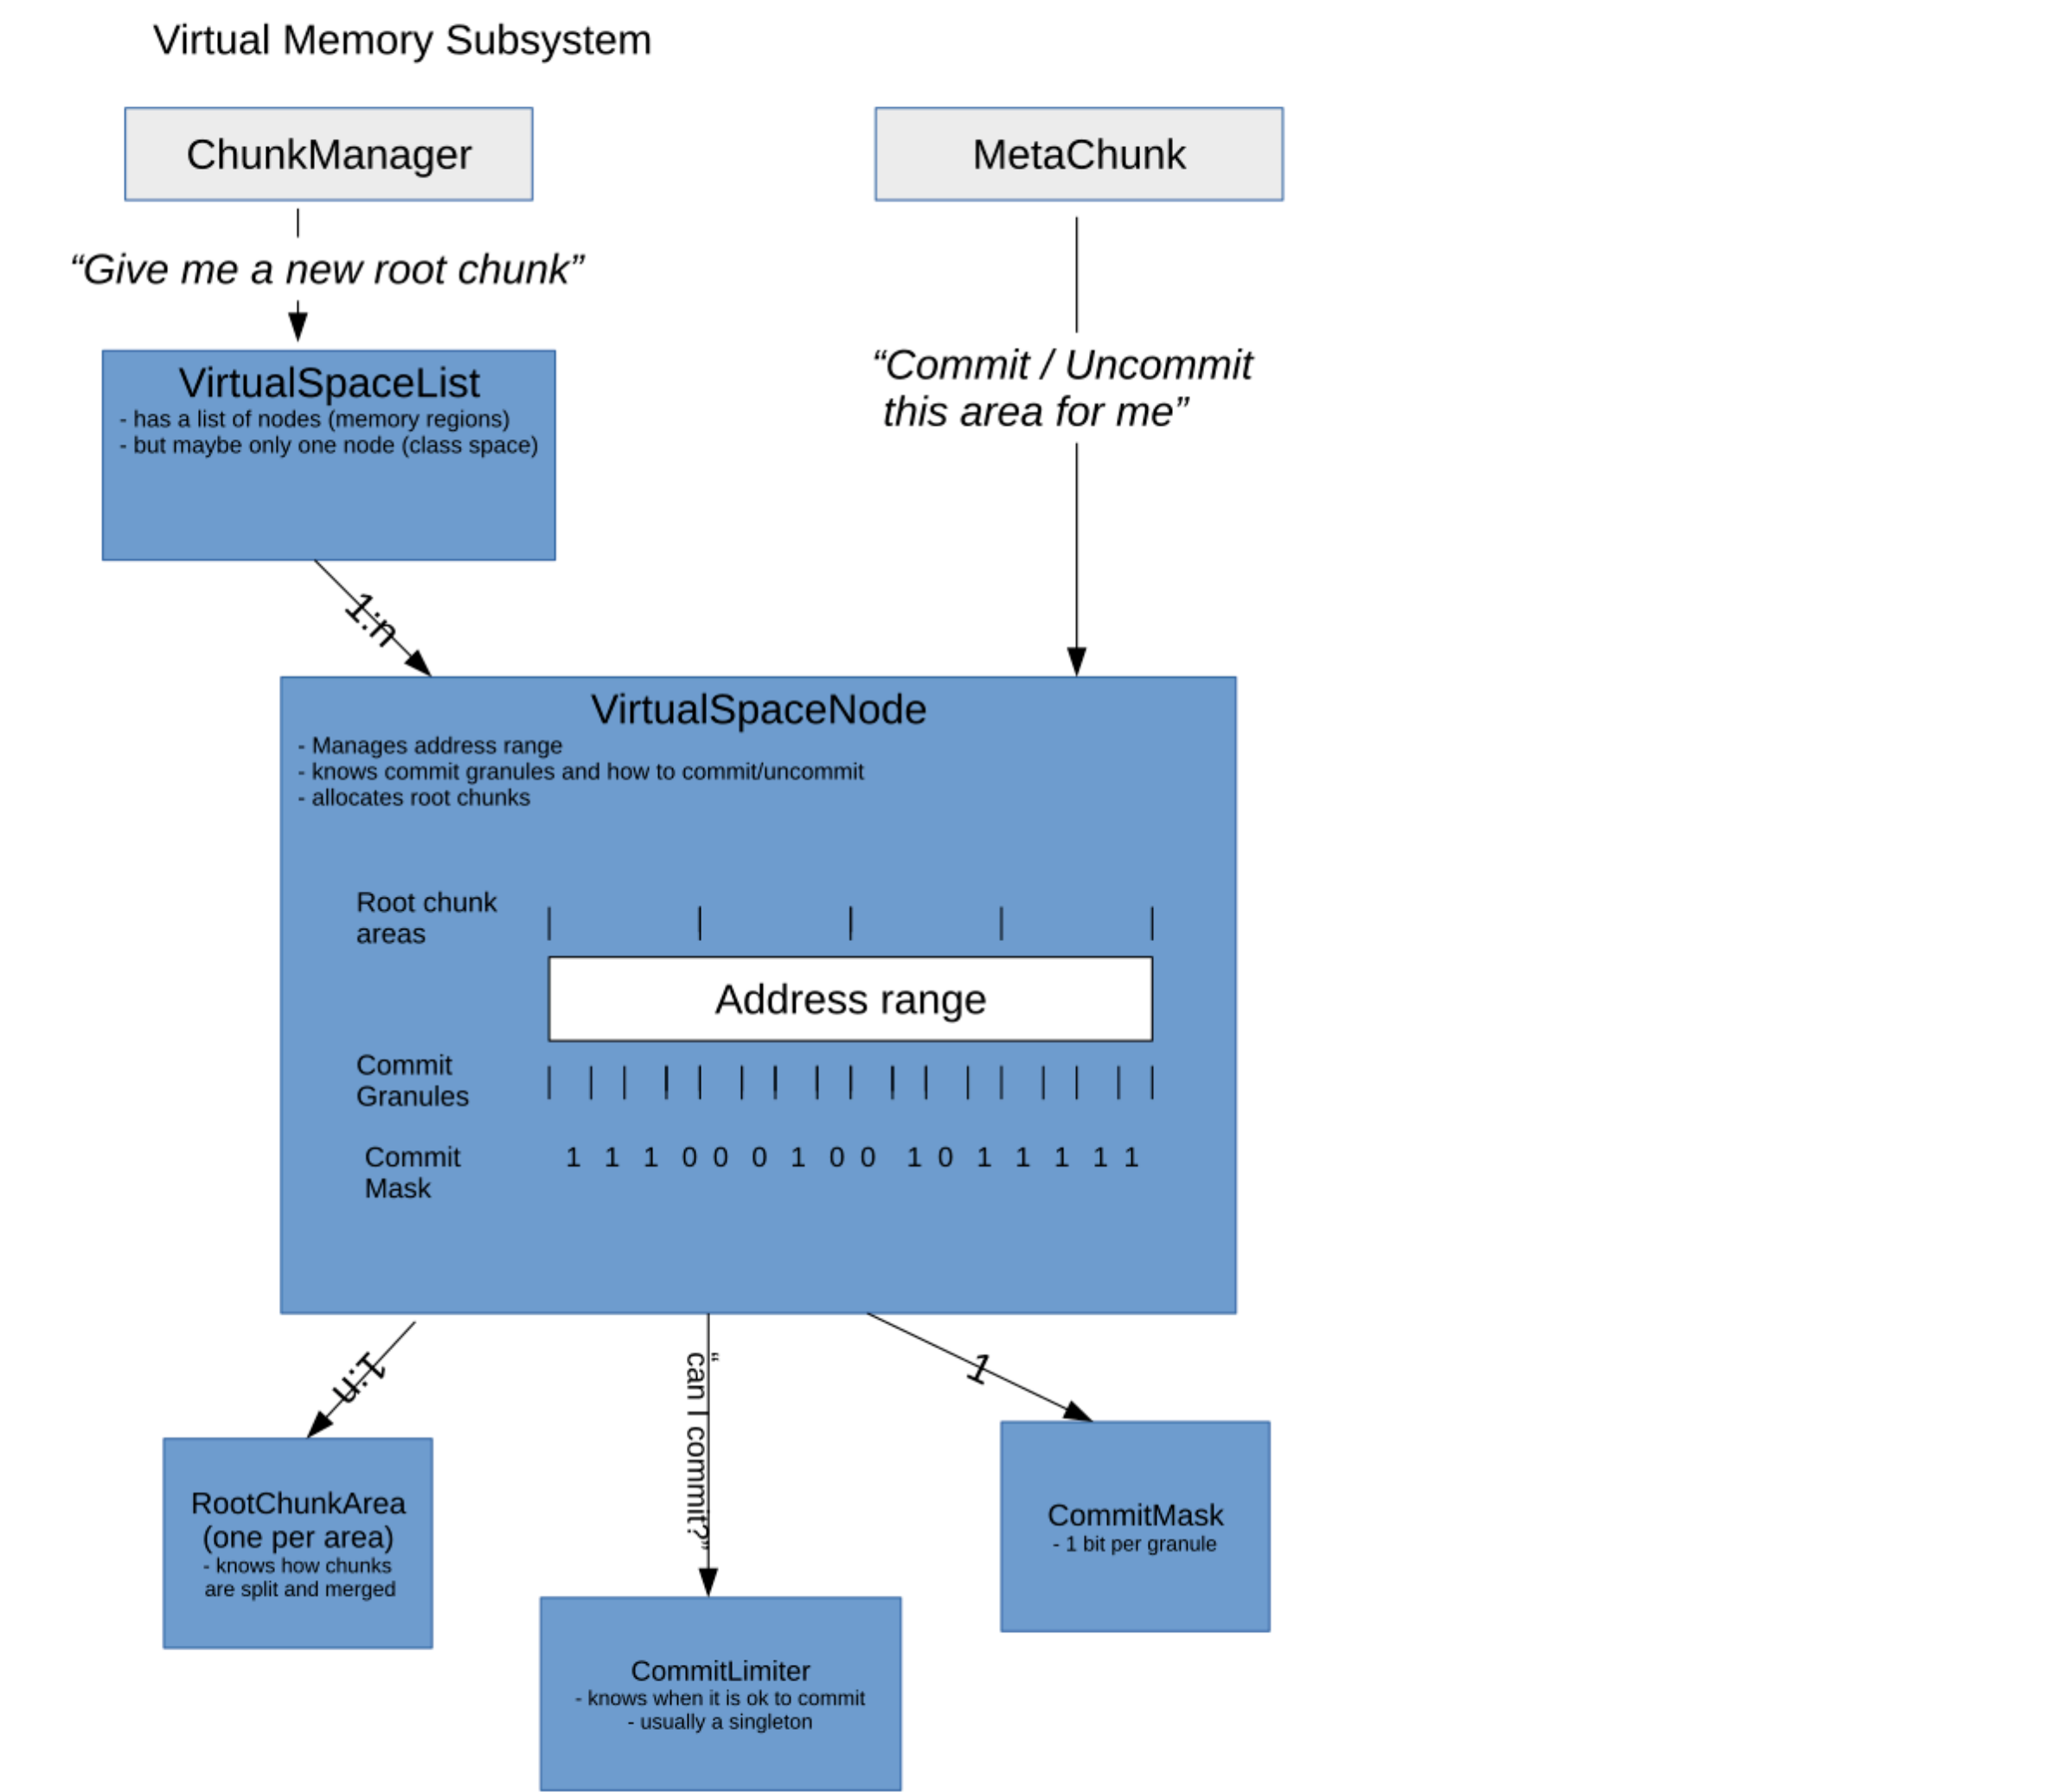 Virtual Memory Subsystem
ChunkManager
MetaChunk
“Give me a new root chunk”
“Commit / Uncommit
this area for me”
VirtualSpaceList
- has a list of nodes (memory regions)
- but maybe only one node (class space)
1:n
VirtualSpaceNode
- Manages address range
- knows commit granules and how to commit/uncommit
- allocates root chunks
Root chunk
areas
Address range
Commit
Granules
Commit
Mask
1 1 1 0 0 0 1 0 0 1 0 1 1 1 1 1
1:n
“
can I commit?”
1
RootChunkArea
(one per area)
- knows how chunks
are split and merged
CommitMask
- 1 bit per granule
CommitLimiter
- knows when it is ok to commit
- usually a singleton